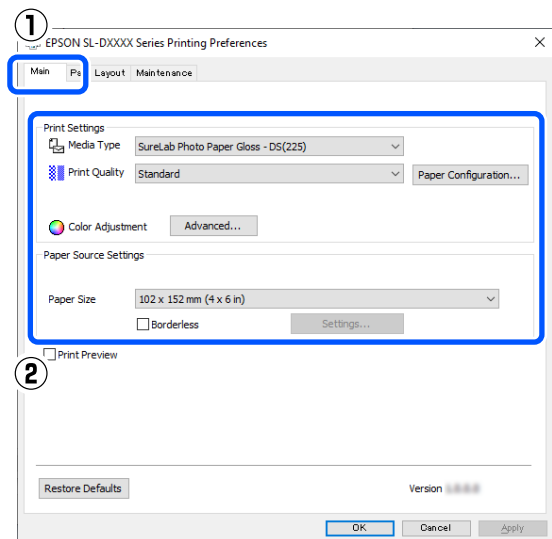 1
EPSON SL-DXXXX Series Printing Preferences
Main Layout Maintenance
Print Settings
Media Type SureLab Photo Paper Gloss - DS(225)
Print Quality Standard Paper Configuration...
Color Adjustment Advanced...
Paper Source Settings
Paper Size 102 x 152 mm (4 x 6 in)
Borderless Settings...
Print Preview
2
Restore Defaults Version
OK Cancel Apply